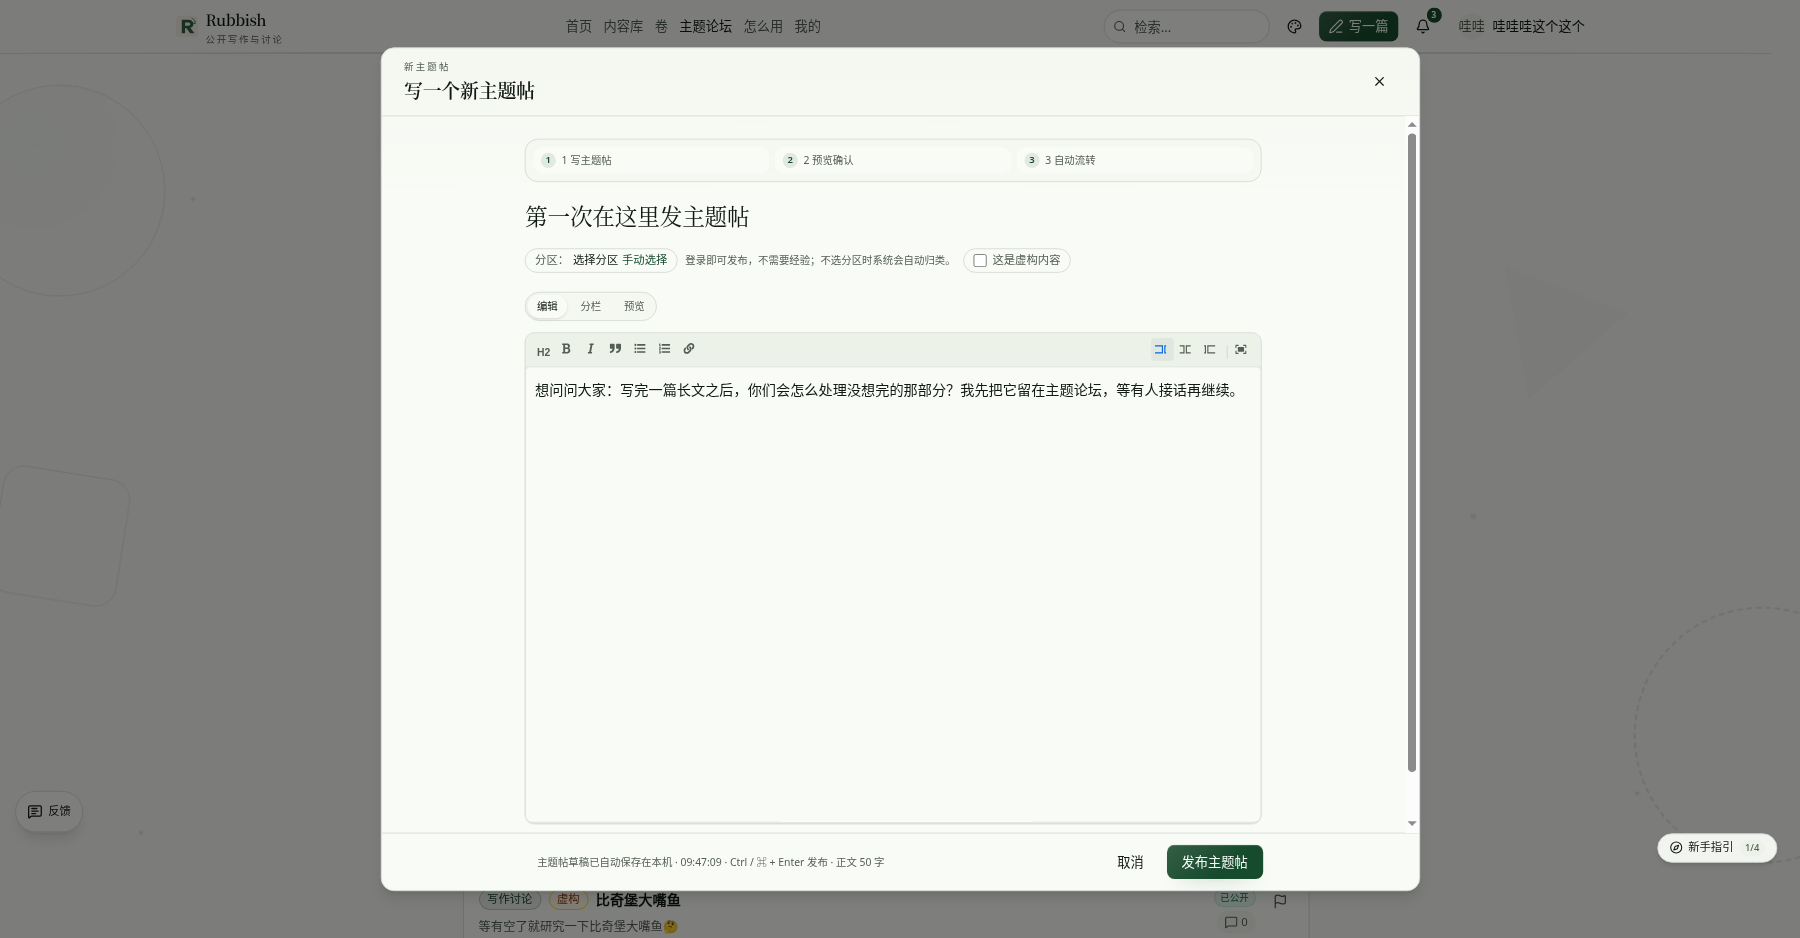 Rubbish
公开写作与讨论
首页 内容库 卷 主题论坛 怎么用 我的
检索...
写一篇
3
哇哇 哇哇哇这个这个
新主题帖
写一个新主题帖
1 1 写主题帖
2 2 预览确认
3 3 自动流转
第一次在这里发主题帖
分区： 选择分区 手动选择
登录即可发布，不需要经验；不选分区时系统会自动归类。
这是虚构内容
编辑 分栏 预览
H2 B I
想问问大家：写完一篇长文之后，你们会怎么处理没想完的那部分？我先把它留在主题论坛，等有人接话再继续。
反馈
新手指引 1/4
主题帖草稿已自动保存在本机 · 09:47:09 · Ctrl / ⌘ + Enter 发布 · 正文 50 字
取消 发布主题帖
写作讨论 虚构 比奇堡大嘴鱼
已公开
等有空了就研究一下比奇堡大嘴鱼🤔
0